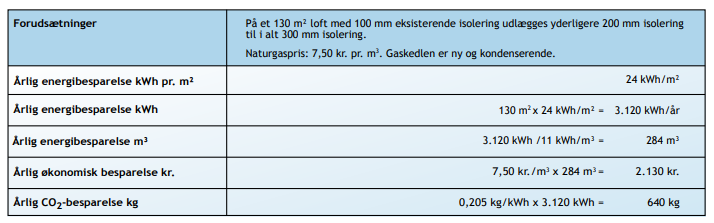 Forudsætninger
På et 130 m² loft med 100 mm eksisterende isolering udlægges yderligere 200 mm isolering
til i alt 300 mm isolering.
Naturgaspris: 7,50 kr. pr. m³. Gaskedlen er ny og kondenserende.
Årlig energibesparelse kWh pr. m² 24 kWh/m²
Årlig energibesparelse kWh 130 m² x 24 kWh/m² = 3.120 kWh/år
Årlig energibesparelse m³ 3.120 kWh /11 kWh/m³ = 284 m³
Årlig økonomisk besparelse kr. 7,50 kr./m³ x 284 m³ = 2.130 kr.
Årlig CO₂-besparelse kg 0,205 kg/kWh x 3.120 kWh = 640 kg